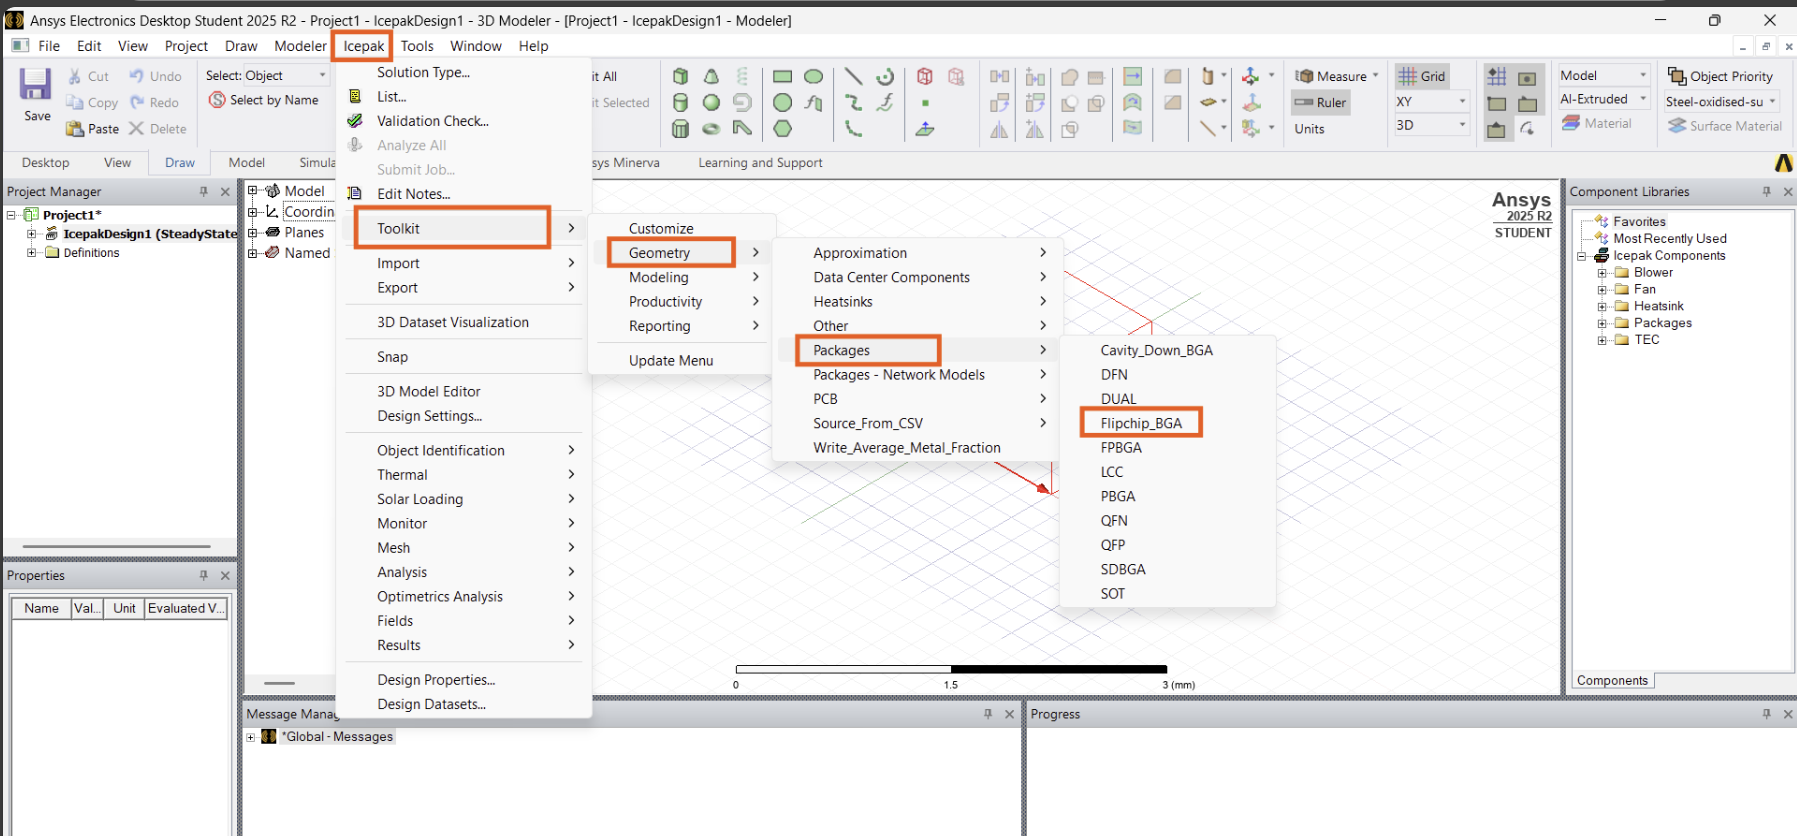 Ansys Electronics Desktop Student 2025 R2 - Project1 - IcepakDesign1 - 3D Modeler - [Project1 - IcepakDesign1 - Modeler]
File Edit View Project Draw Modeler Icepak Tools Window Help
Save
Cut
Copy
Paste
Undo
Redo
Delete
Select: Object
Select by Name
it All
it Selected
Measure
Ruler
Units
Grid
XY
3D
Model
Al-Extruded
Material
Object Priority
Steel-oxidised-su
Surface Material
Desktop View Draw Model Simula
sys Minerva Learning and Support
Project Manager
Project1*
IcepakDesign1 (SteadyState
Definitions
Model
Coordin
Planes
Named
Solution Type...
List...
Validation Check...
Analyze All
Submit Job...
Edit Notes...
Toolkit
Import
Export
3D Dataset Visualization
Snap
3D Model Editor
Design Settings...
Object Identification
Thermal
Solar Loading
Monitor
Mesh
Analysis
Optimetrics Analysis
Fields
Results
Design Properties...
Design Datasets...
Customize
Geometry
Modeling
Productivity
Reporting
Update Menu
Approximation
Data Center Components
Heatsinks
Other
Packages
Packages - Network Models
PCB
Source_From_CSV
Write_Average_Metal_Fraction
Cavity_Down_BGA
DFN
DUAL
Flipchip_BGA
FPBGA
LCC
PBGA
QFN
QFP
SDBGA
SOT
Ansys
2025 R2
STUDENT
0 1.5 3 (mm)
Component Libraries
Favorites
Most Recently Used
Icepak Components
Blower
Fan
Heatsink
Packages
TEC
Components
Properties
Name Val... Unit Evaluated V...
Message Manag
*Global - Messages
Progress